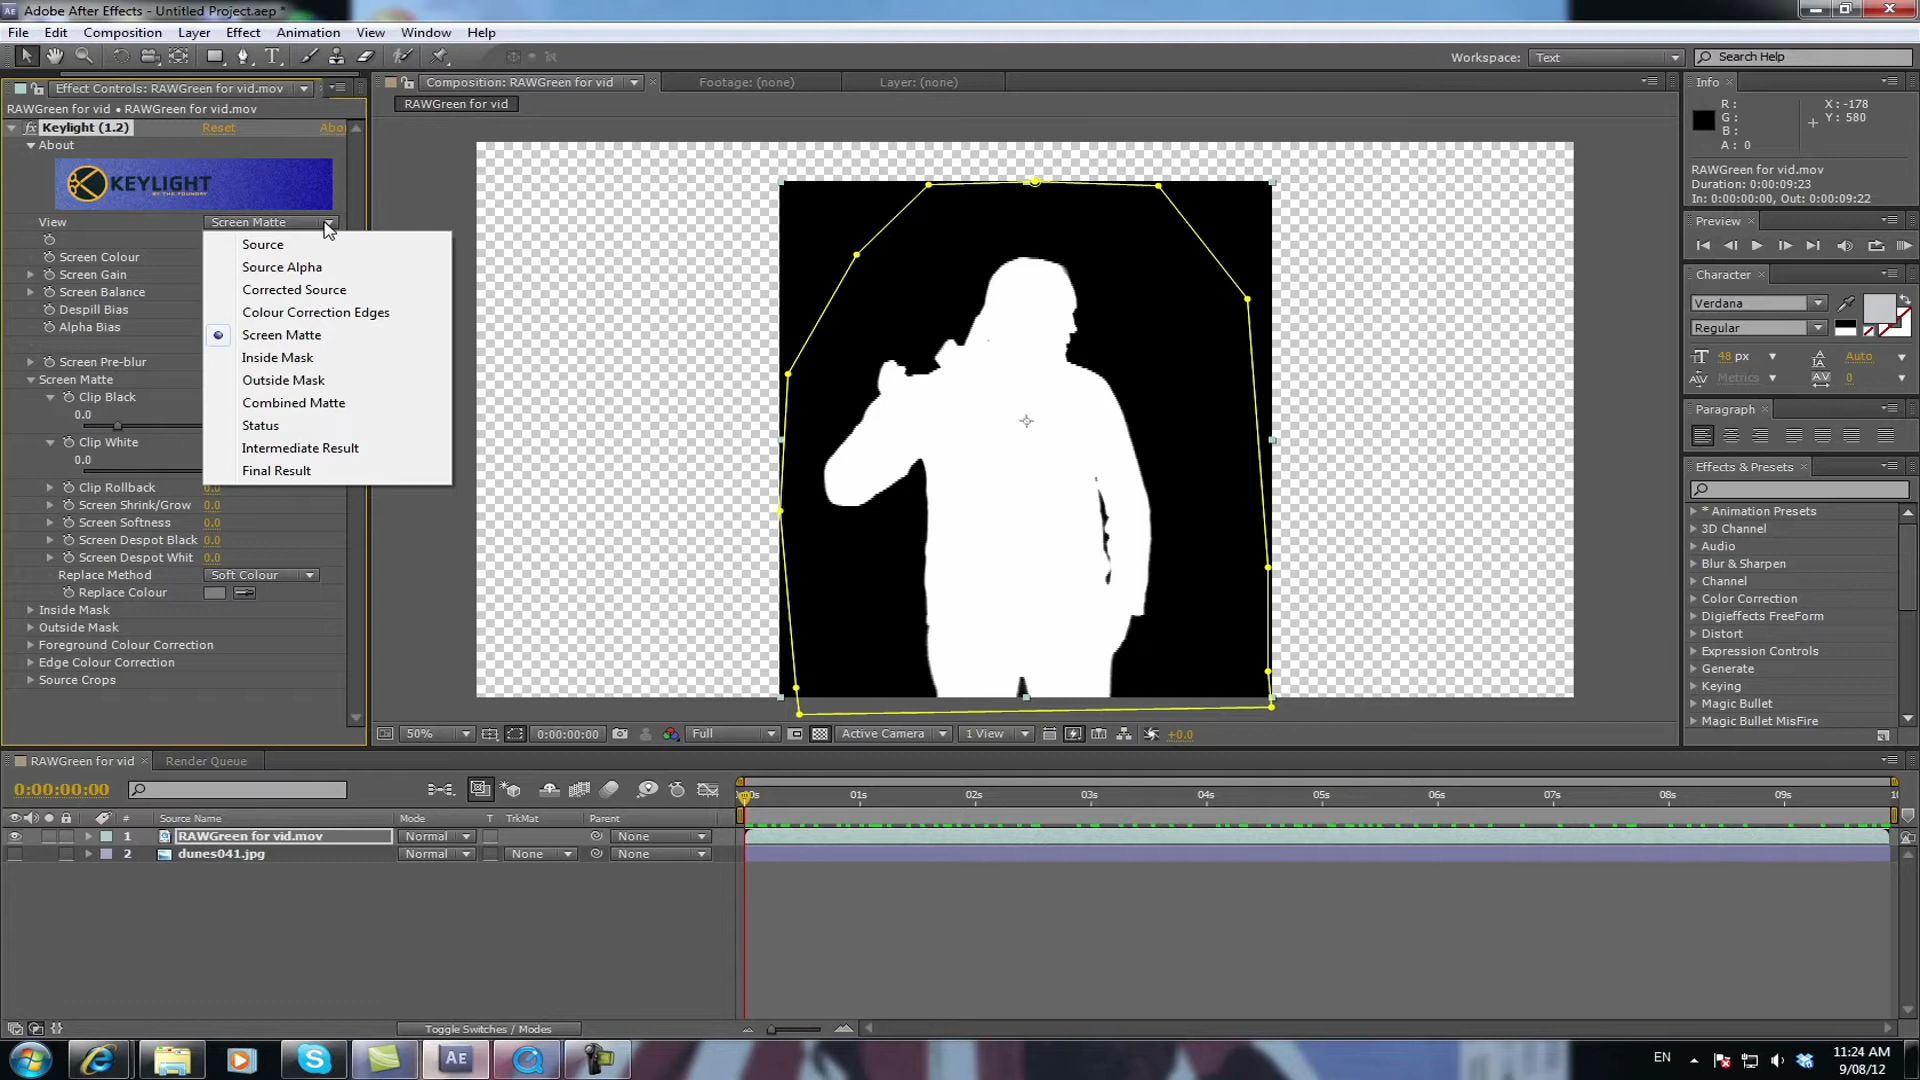 Adobe After Effects - Untitled Project.aep *
File Edit Composition Layer Effect Animation View Window Help
Workspace: Text Search Help
Effect Controls: RAWGreen for vid.mov
RAWGreen for vid • RAWGreen for vid.mov
Keylight (1.2) Reset Abo
About
KEYLIGHT
BY THE FOUNDRY
View Screen Matte
Screen Colour
Screen Gain
Screen Balance
Despill Bias
Alpha Bias
Screen Pre-blur
Screen Matte
Clip Black
0.0
Clip White
0.0
Clip Rollback 0.0
Screen Shrink/Grow 0.0
Screen Softness 0.0
Screen Despot Black 0.0
Screen Despot Whit 0.0
Replace Method Soft Colour
Replace Colour
Inside Mask
Outside Mask
Foreground Colour Correction
Edge Colour Correction
Source Crops
Source
Source Alpha
Corrected Source
Colour Correction Edges
Screen Matte
Inside Mask
Outside Mask
Combined Matte
Status
Intermediate Result
Final Result
Composition: RAWGreen for vid Footage: (none) Layer: (none)
RAWGreen for vid
50% 0:00:00:00 Full Active Camera 1 View +0.0
Info
R: X: -178
G: Y: 580
B:
A: 0
RAWGreen for vid.mov
Duration: 0:00:09:23
In: 0:00:00:00, Out: 0:00:09:22
Preview
Character
Verdana
Regular
48 px Auto
Metrics 0
Paragraph
Effects & Presets
* Animation Presets
3D Channel
Audio
Blur & Sharpen
Channel
Color Correction
Digieffects FreeForm
Distort
Expression Controls
Generate
Keying
Magic Bullet
Magic Bullet MisFire
RAWGreen for vid Render Queue
0:00:00:00
# Source Name Mode T TrkMat Parent
1 RAWGreen for vid.mov Normal None
2 dunes041.jpg Normal None None
00s 01s 02s 03s 04s 05s 06s 07s 08s 09s 10
Toggle Switches / Modes
Ae
EN 11:24 AM
9/08/12